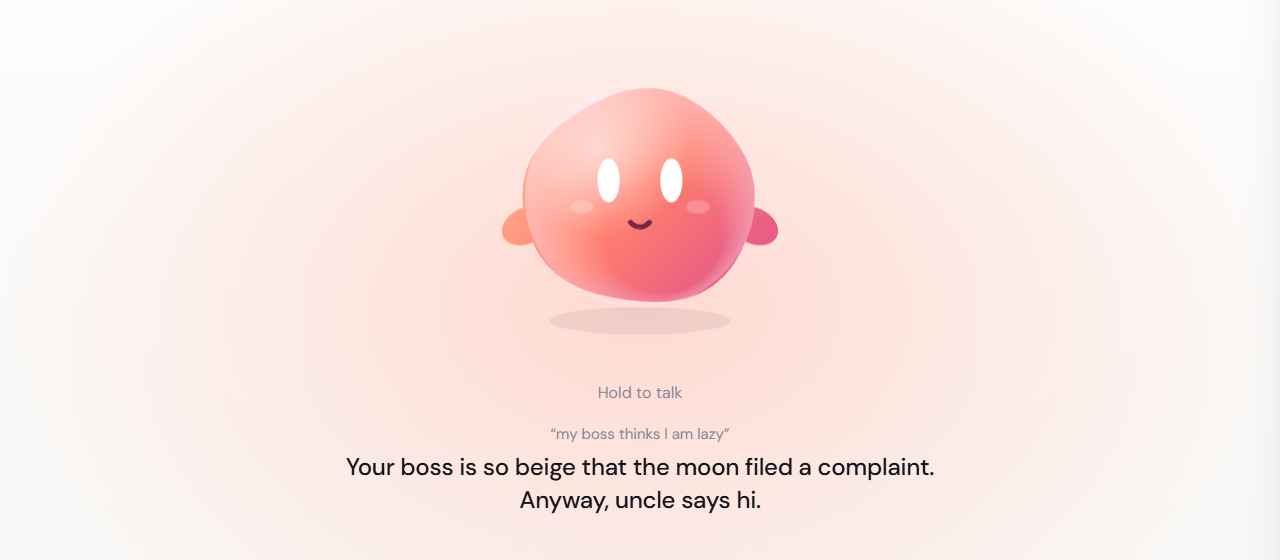 Hold to talk
“my boss thinks I am lazy”
Your boss is so beige that the moon filed a complaint.
Anyway, uncle says hi.